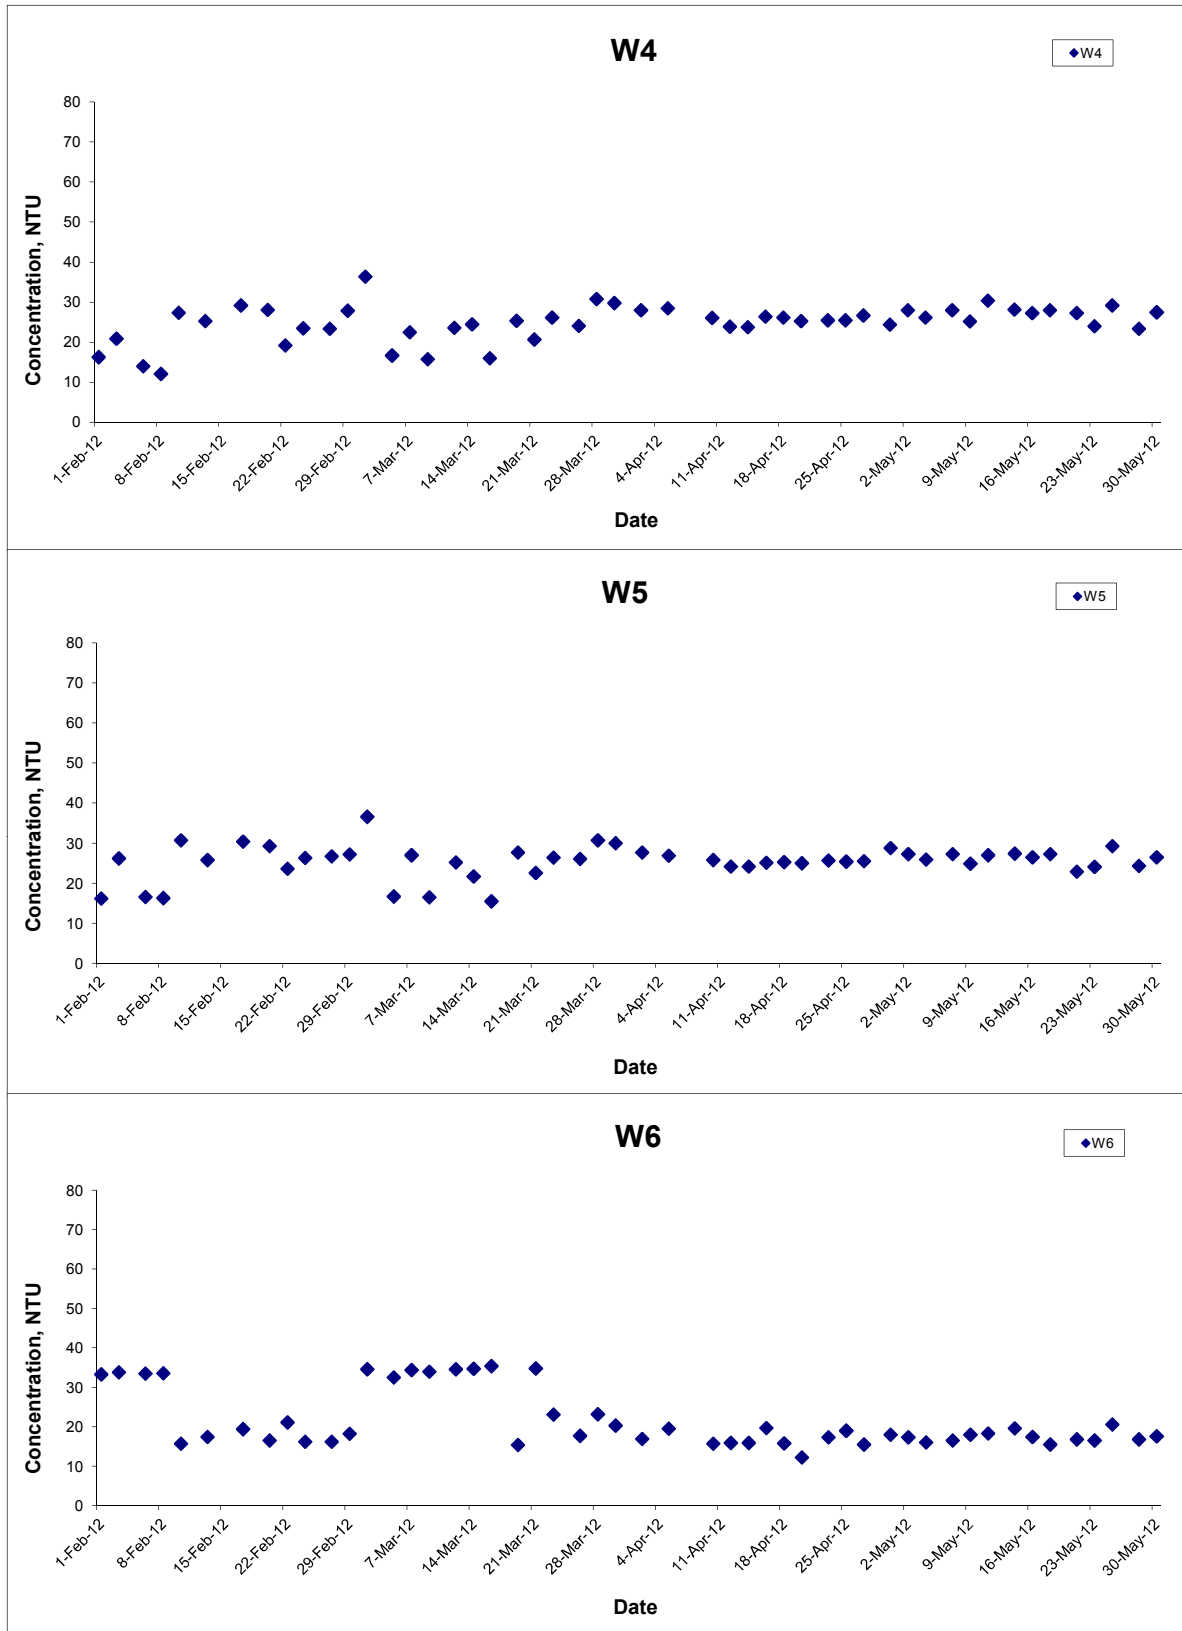 W4
W4
80
70
60
50
40
30
20
10
0
Concentration, NTU
1-Feb-12
8-Feb-12
15-Feb-12
22-Feb-12
29-Feb-12
7-Mar-12
14-Mar-12
21-Mar-12
28-Mar-12
4-Apr-12
11-Apr-12
18-Apr-12
25-Apr-12
2-May-12
9-May-12
16-May-12
23-May-12
30-May-12
Date
W5
W5
80
70
60
50
40
30
20
10
0
Concentration, NTU
1-Feb-12
8-Feb-12
15-Feb-12
22-Feb-12
29-Feb-12
7-Mar-12
14-Mar-12
21-Mar-12
28-Mar-12
4-Apr-12
11-Apr-12
18-Apr-12
25-Apr-12
2-May-12
9-May-12
16-May-12
23-May-12
30-May-12
Date
W6
W6
80
70
60
50
40
30
20
10
0
Concentration, NTU
1-Feb-12
8-Feb-12
15-Feb-12
22-Feb-12
29-Feb-12
7-Mar-12
14-Mar-12
21-Mar-12
28-Mar-12
4-Apr-12
11-Apr-12
18-Apr-12
25-Apr-12
2-May-12
9-May-12
16-May-12
23-May-12
30-May-12
Date